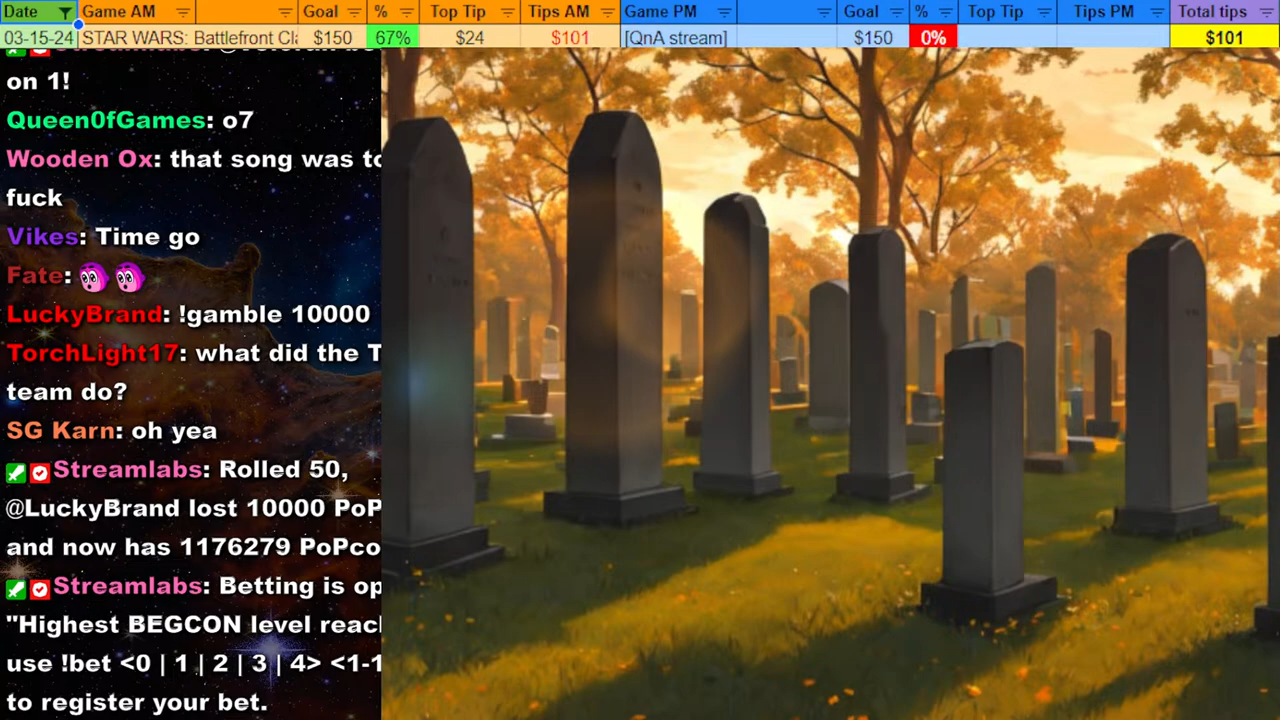 Date Game AM Goal % Top Tip Tips AM Game PM Goal % Top Tip Tips PM Total tips
03-15-24 STAR WARS: Battlefront Cl $150 67% $24 $101 [QnA stream] $150 0% $101
on 1!
Queen0fGames: o7
Wooden Ox: that song was to
fuck
Vikes: Time go
Fate:
LuckyBrand: !gamble 10000
TorchLight17: what did the T
team do?
SG Karn: oh yea
Streamlabs: Rolled 50,
@LuckyBrand lost 10000 PoP
and now has 1176279 PoPco
Streamlabs: Betting is op
"Highest BEGCON level reac
use !bet <0 | 1 | 2 | 3 | 4> <1-1
to register your bet.